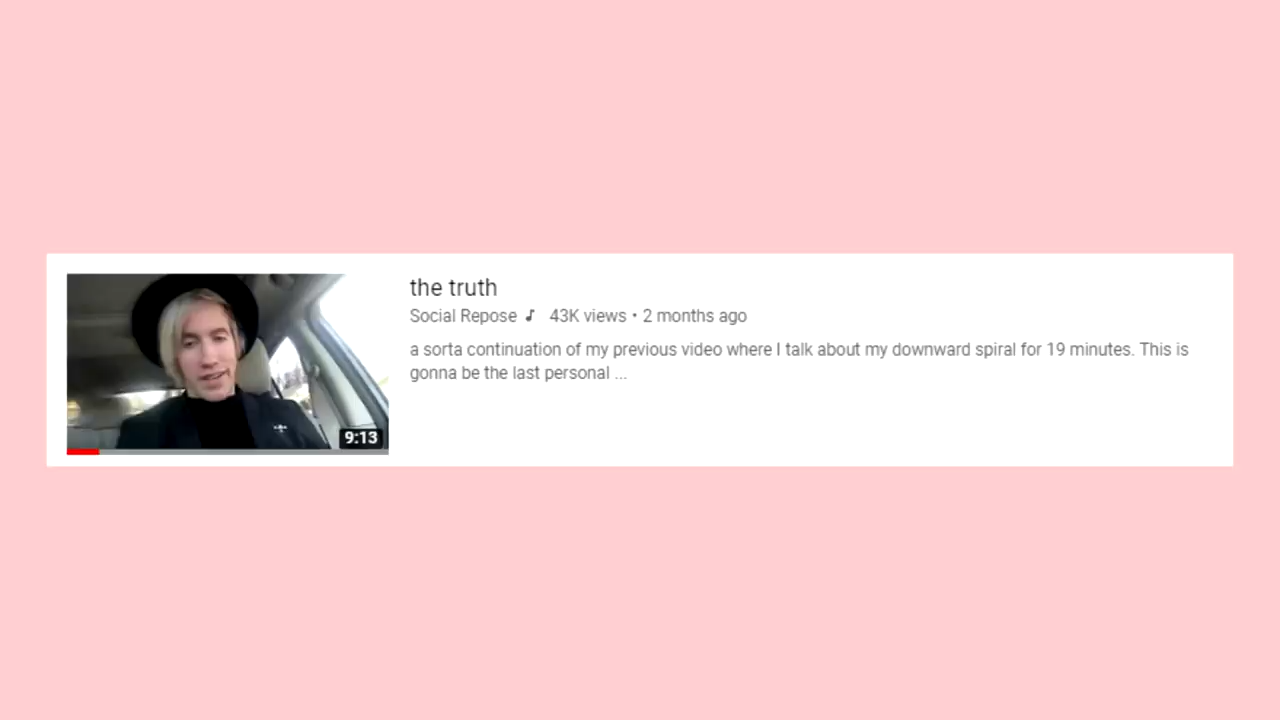 the truth
Social Repose ♪ 43K views • 2 months ago
a sorta continuation of my previous video where I talk about my downward spiral for 19 minutes. This is
gonna be the last personal ...
9:13